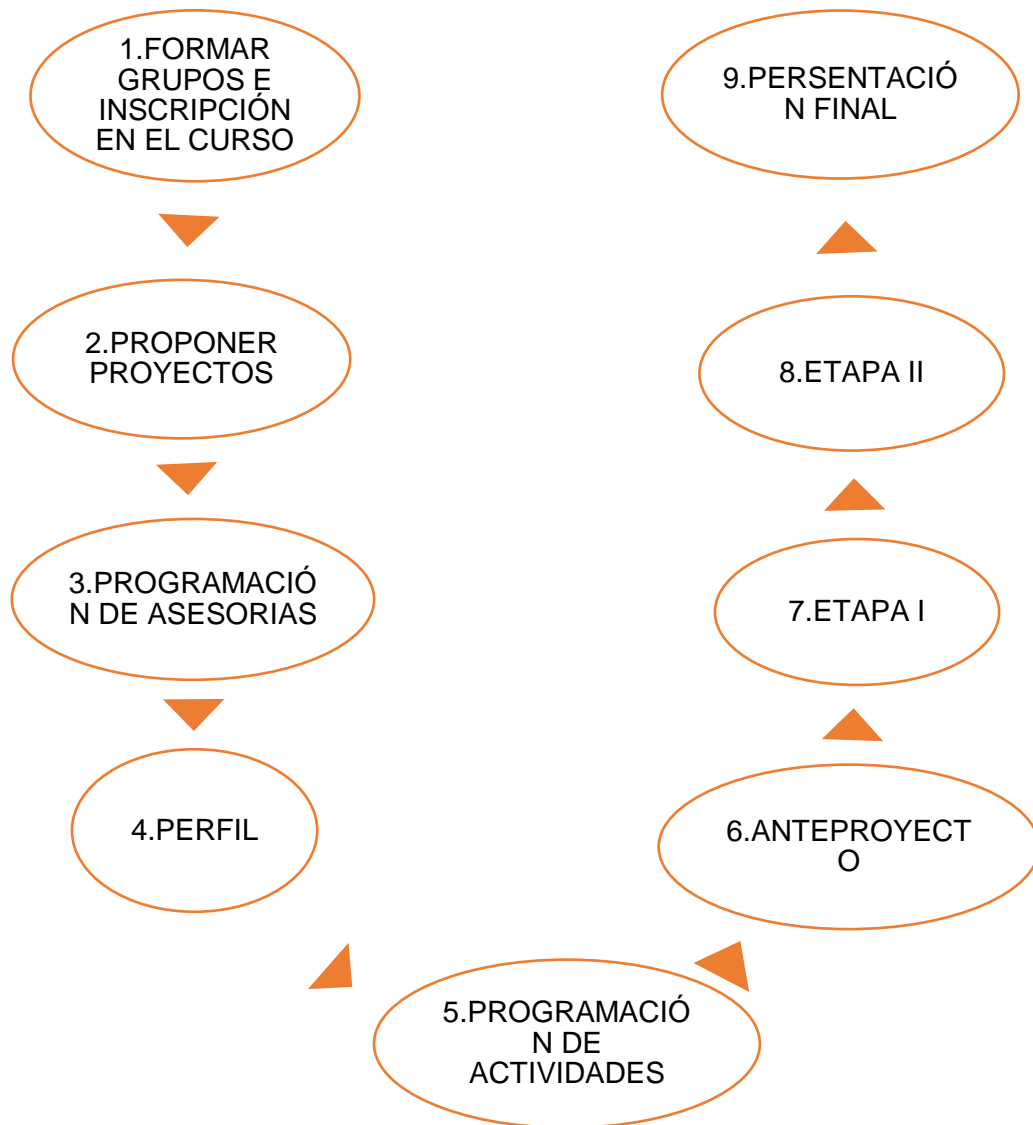 1.FORMAR
GRUPOS E
INSCRIPCIÓN
EN EL CURSO
2.PROPONER
PROYECTOS
3.PROGRAMACIÓ
N DE ASESORIAS
4.PERFIL
5.PROGRAMACIÓ
N DE
ACTIVIDADES
6.ANTEPROYECT
O
7.ETAPA I
8.ETAPA II
9.PERSENTACIÓ
N FINAL